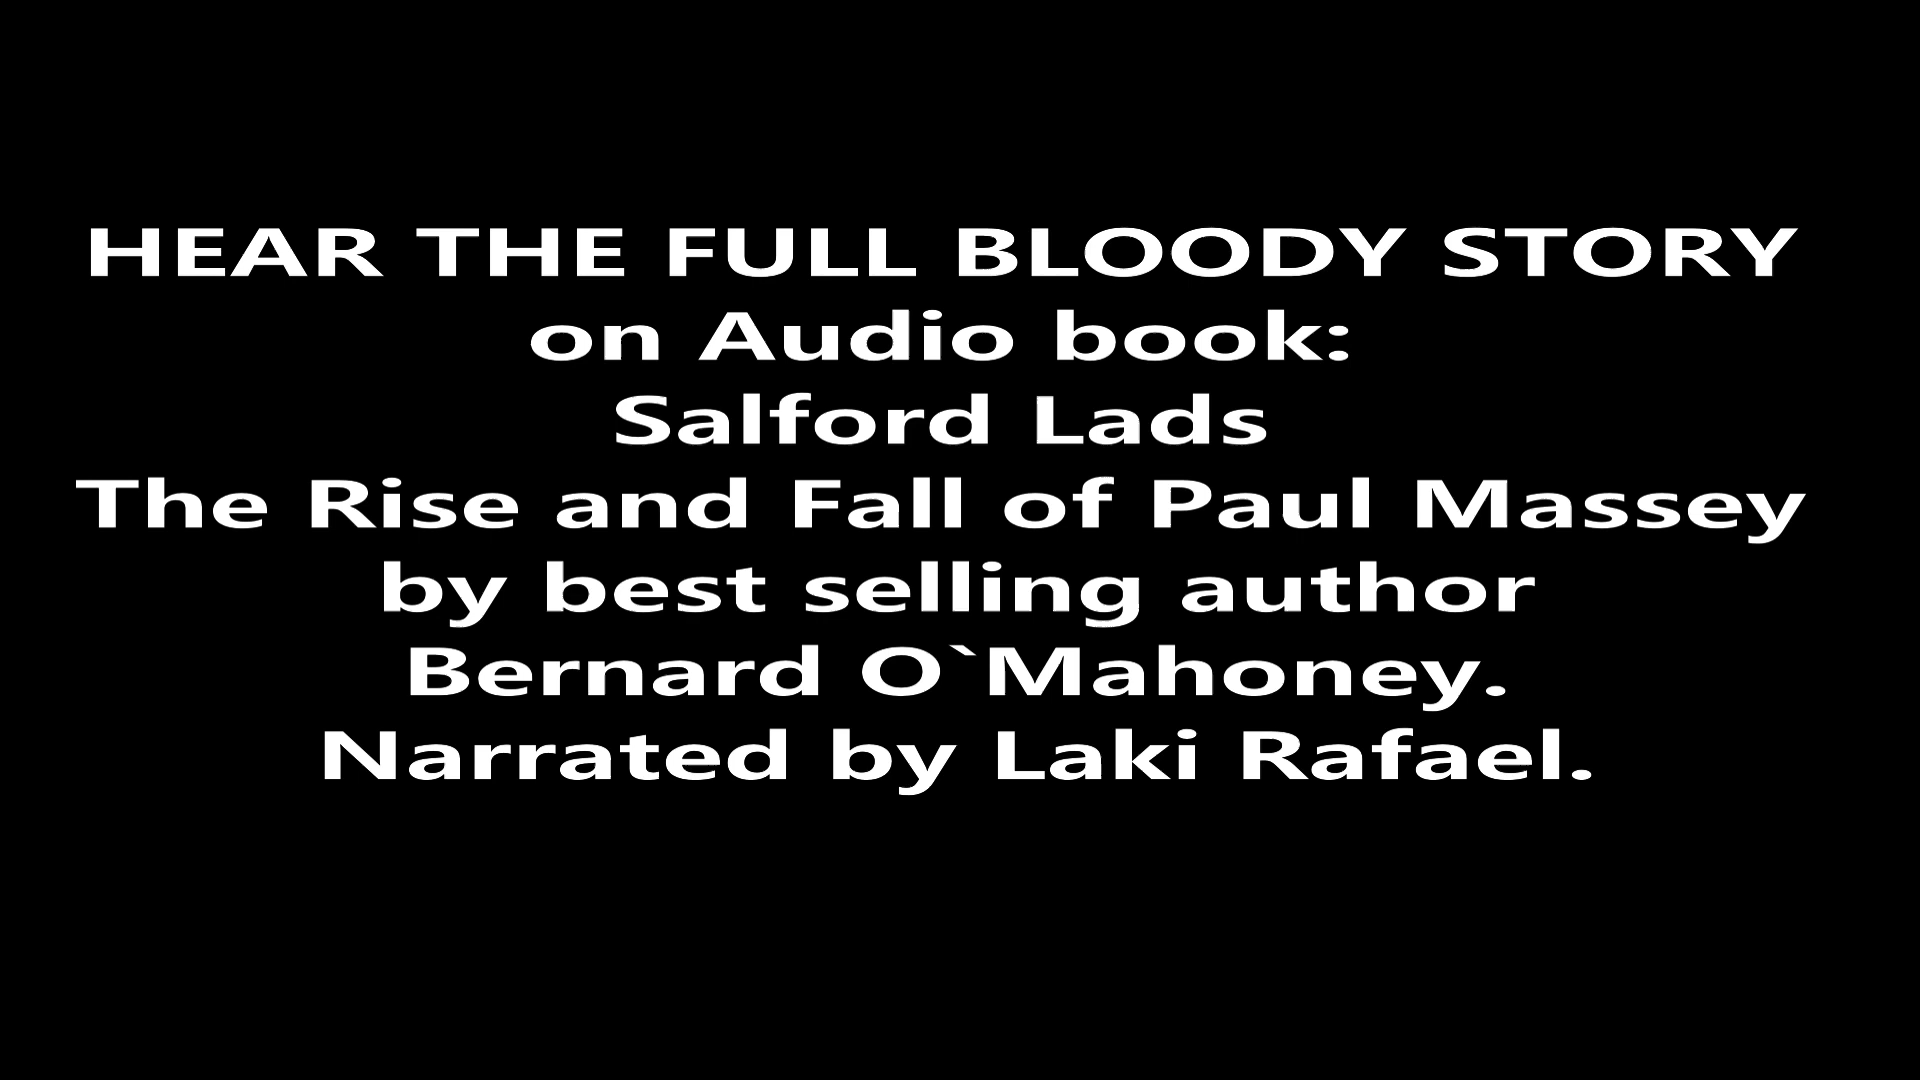 HEAR THE FULL BLOODY STORY
on Audio book:
Salford Lads
The Rise and Fall of Paul Massey
by best selling author
Bernard O`Mahoney.
Narrated by Laki Rafael.